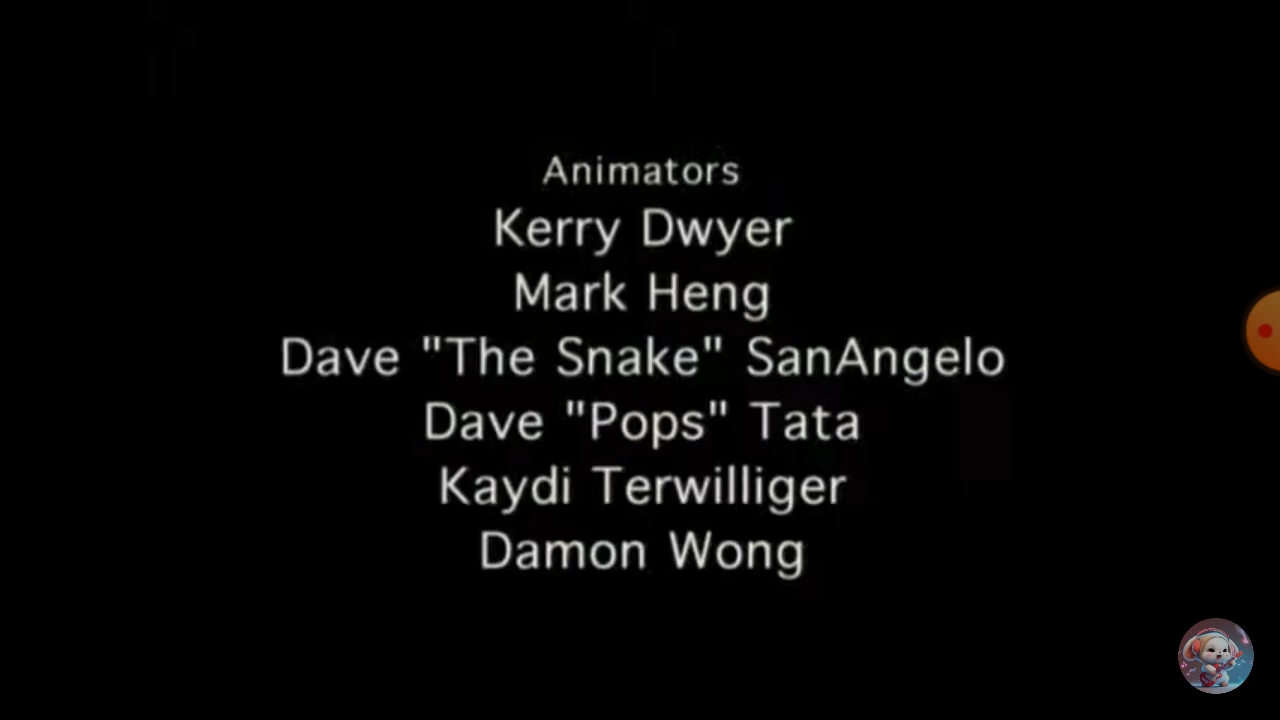 Animators
Kerry Dwyer
Mark Heng
Dave "The Snake" SanAngelo
Dave "Pops" Tata
Kaydi Terwilliger
Damon Wong